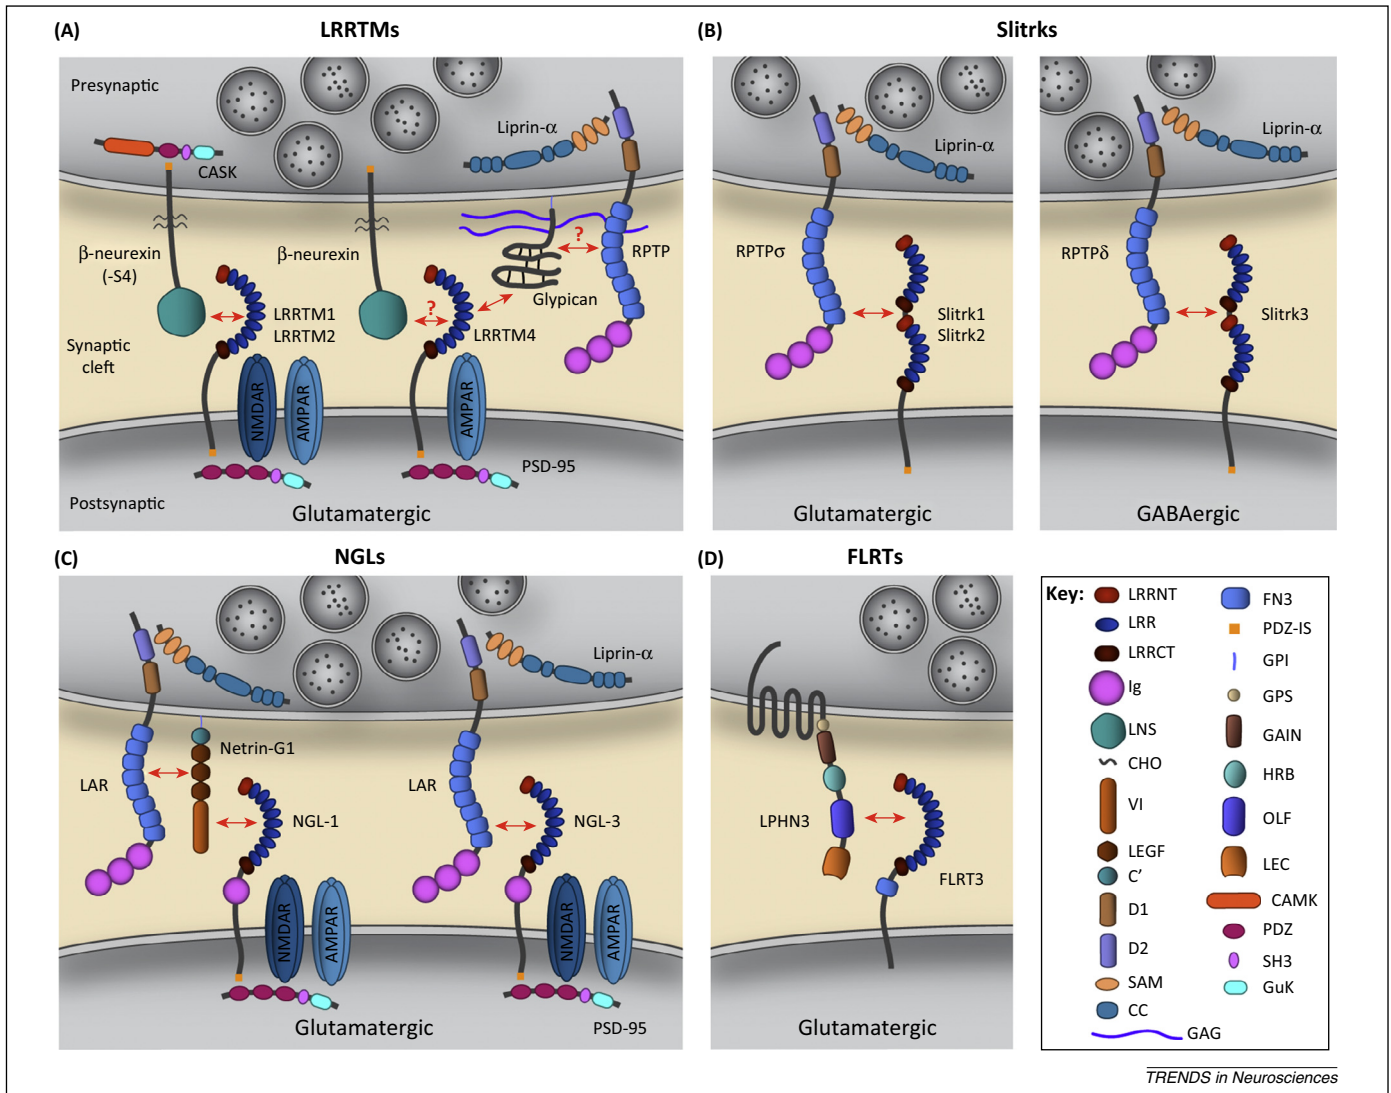 (A)
LRRTMs
Presynaptic
Liprin-α
CASK
β-neurexin
(-S4)
β-neurexin
?
RPTP
Glypican
?
LRRTM1
LRRTM2
LRRTM4
Synaptic
cleft
NMDAR
AMPAR
AMPAR
PSD-95
Postsynaptic
Glutamatergic
(B)
Slitrks
Liprin-α
RPTPσ
Slitrk1
Slitrk2
Glutamatergic
Liprin-α
RPTPδ
Slitrk3
GABAergic
(C)
NGLs
Liprin-α
Netrin-G1
LAR
NGL-1
LAR
NGL-3
NMDAR
AMPAR
NMDAR
AMPAR
Glutamatergic
PSD-95
(D)
FLRTs
LPHN3
FLRT3
Glutamatergic
Key:
LRRNT
LRR
LRRCT
Ig
LNS
CHO
VI
LEGF
C’
D1
D2
SAM
CC
GAG
FN3
PDZ-IS
GPI
GPS
GAIN
HRB
OLF
LEC
CAMK
PDZ
SH3
GuK
TRENDS in Neurosciences